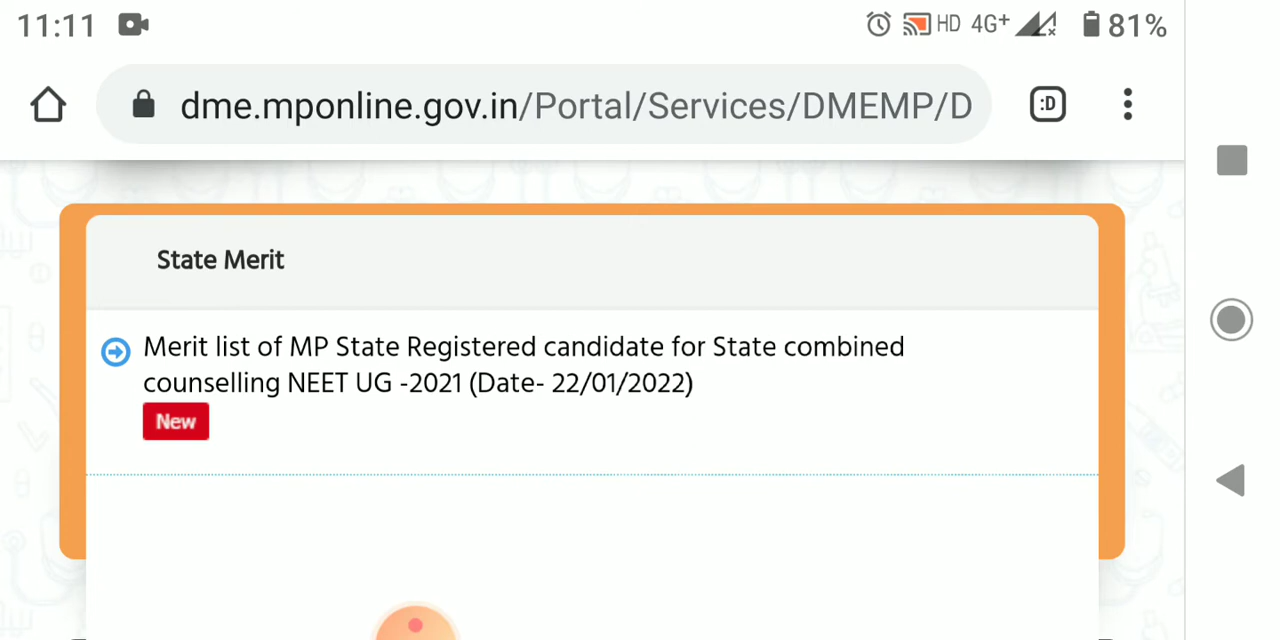 11:11 HD 4G+ 81%
dme.mponline.gov.in/Portal/Services/DMEMP/D :D
State Merit
Merit list of MP State Registered candidate for State combined
counselling NEET UG -2021 (Date- 22/01/2022)
New